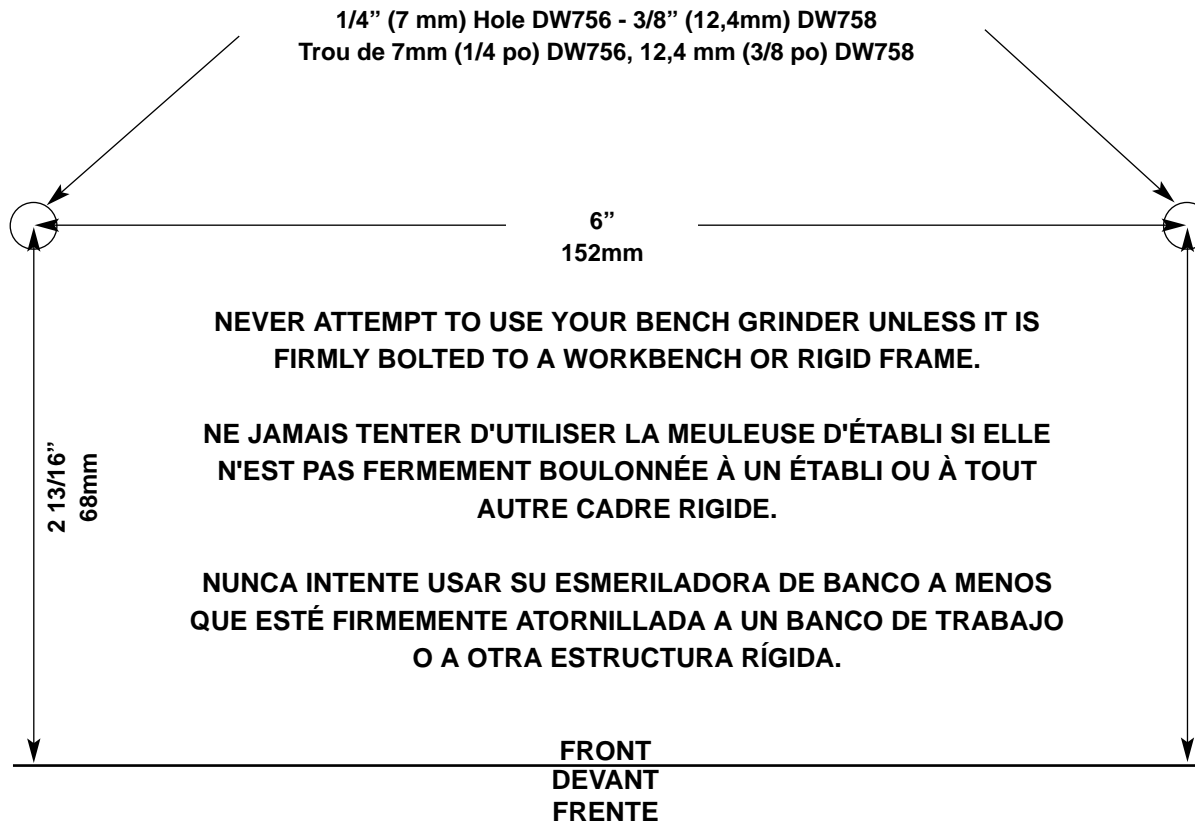 1/4” (7 mm) Hole DW756 - 3/8” (12,4mm) DW758
Trou de 7mm (1/4 po) DW756, 12,4 mm (3/8 po) DW758
6”
152mm
NEVER ATTEMPT TO USE YOUR BENCH GRINDER UNLESS IT IS
FIRMLY BOLTED TO A WORKBENCH OR RIGID FRAME.
NE JAMAIS TENTER D'UTILISER LA MEULEUSE D'ÉTABLI SI ELLE
N'EST PAS FERMEMENT BOULONNÉE À UN ÉTABLI OU À TOUT
AUTRE CADRE RIGIDE.
2 13/16”
68mm
NUNCA INTENTE USAR SU ESMERILADORA DE BANCO A MENOS
QUE ESTÉ FIRMEMENTE ATORNILLADA A UN BANCO DE TRABAJO
O A OTRA ESTRUCTURA RÍGIDA.
FRONT
DEVANT
FRENTE